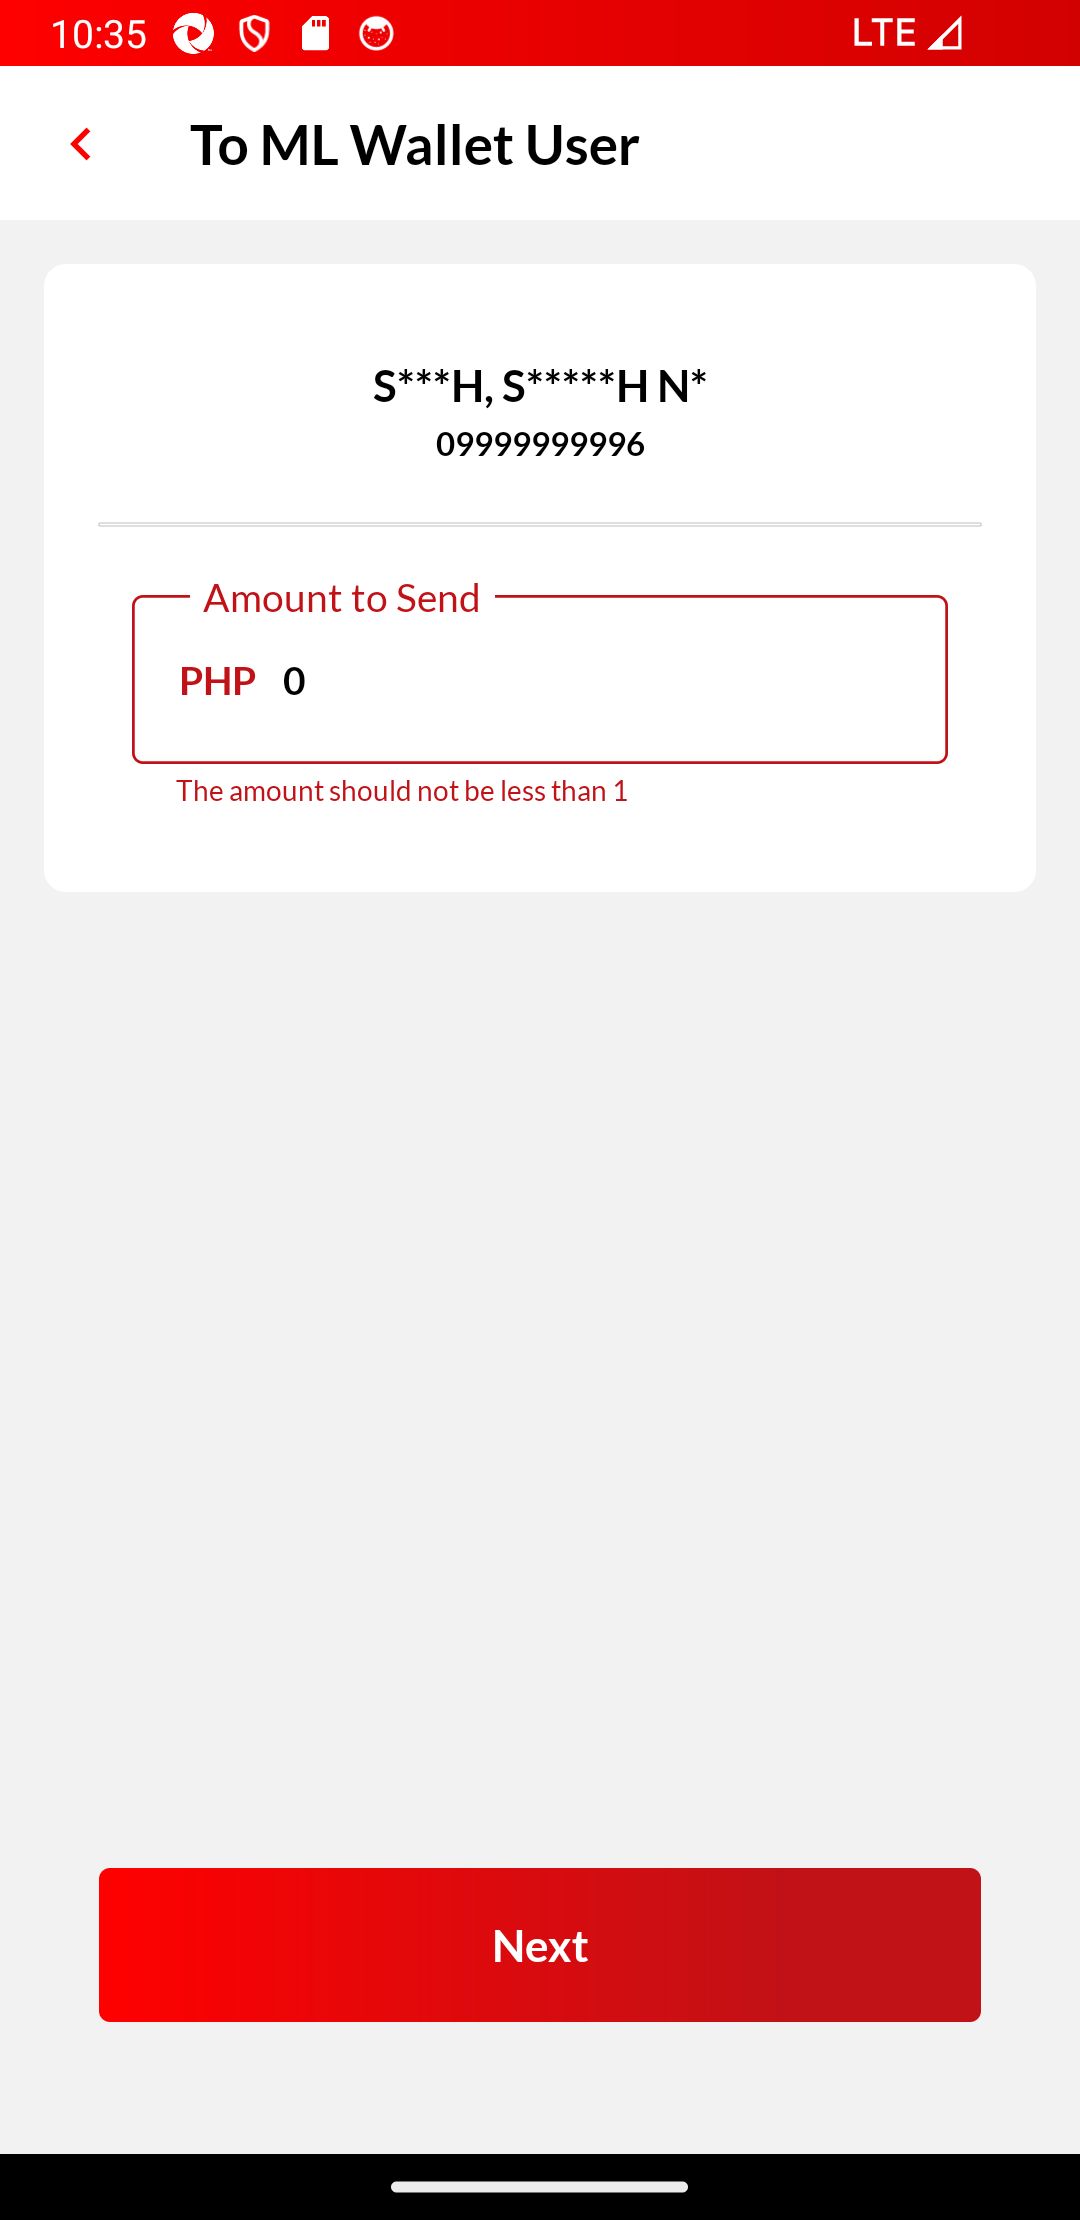 10:35 LTE
To ML Wallet User
S***H, S*****H N*
09999999996
Amount to Send
PHP 0
The amount should not be less than 1
Next